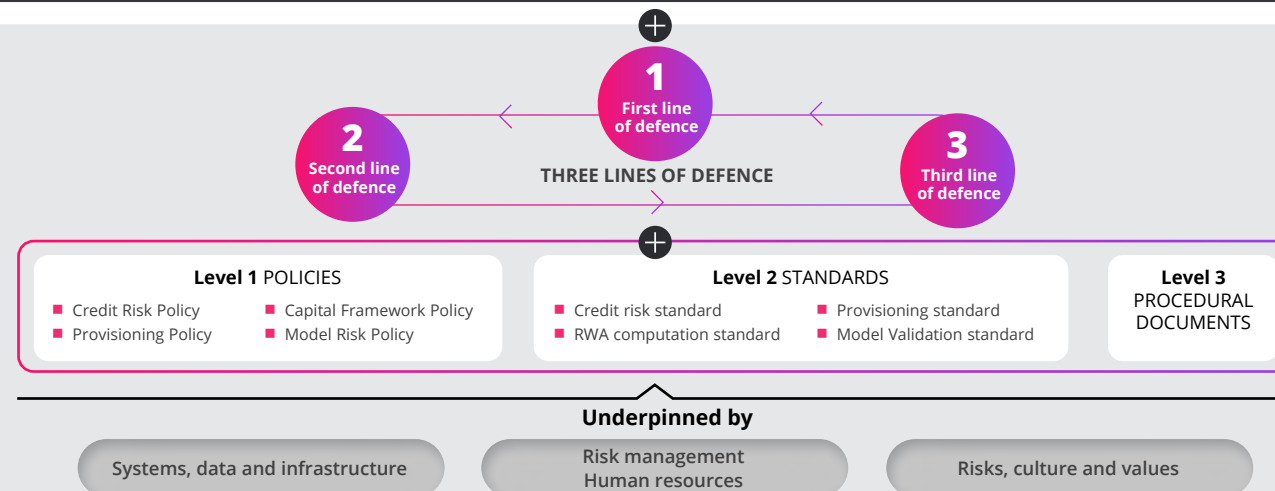 1
First line
of defence
2
Second line
of defence
3
Third line
of defence
THREE LINES OF DEFENCE
Level 1 POLICIES
Credit Risk Policy
Provisioning Policy
Capital Framework Policy
Model Risk Policy
Level 2 STANDARDS
Credit risk standard
RWA computation standard
Provisioning standard
Model Validation standard
Level 3
PROCEDURAL
DOCUMENTS
Underpinned by
Systems, data and infrastructure
Risk management
Human resources
Risks, culture and values